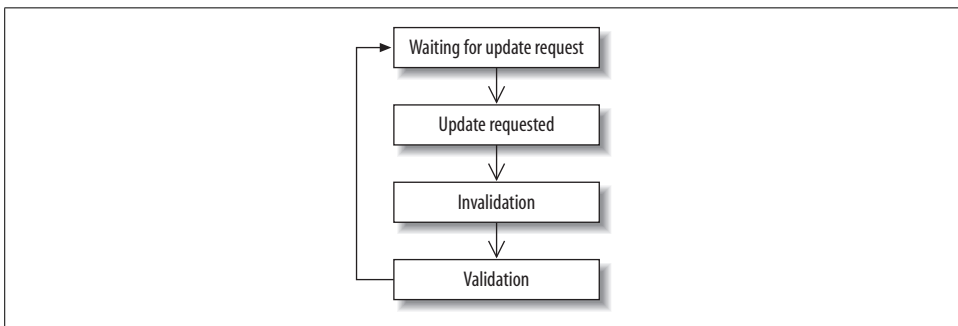 Waiting for update request
Update requested
Invalidation
Validation